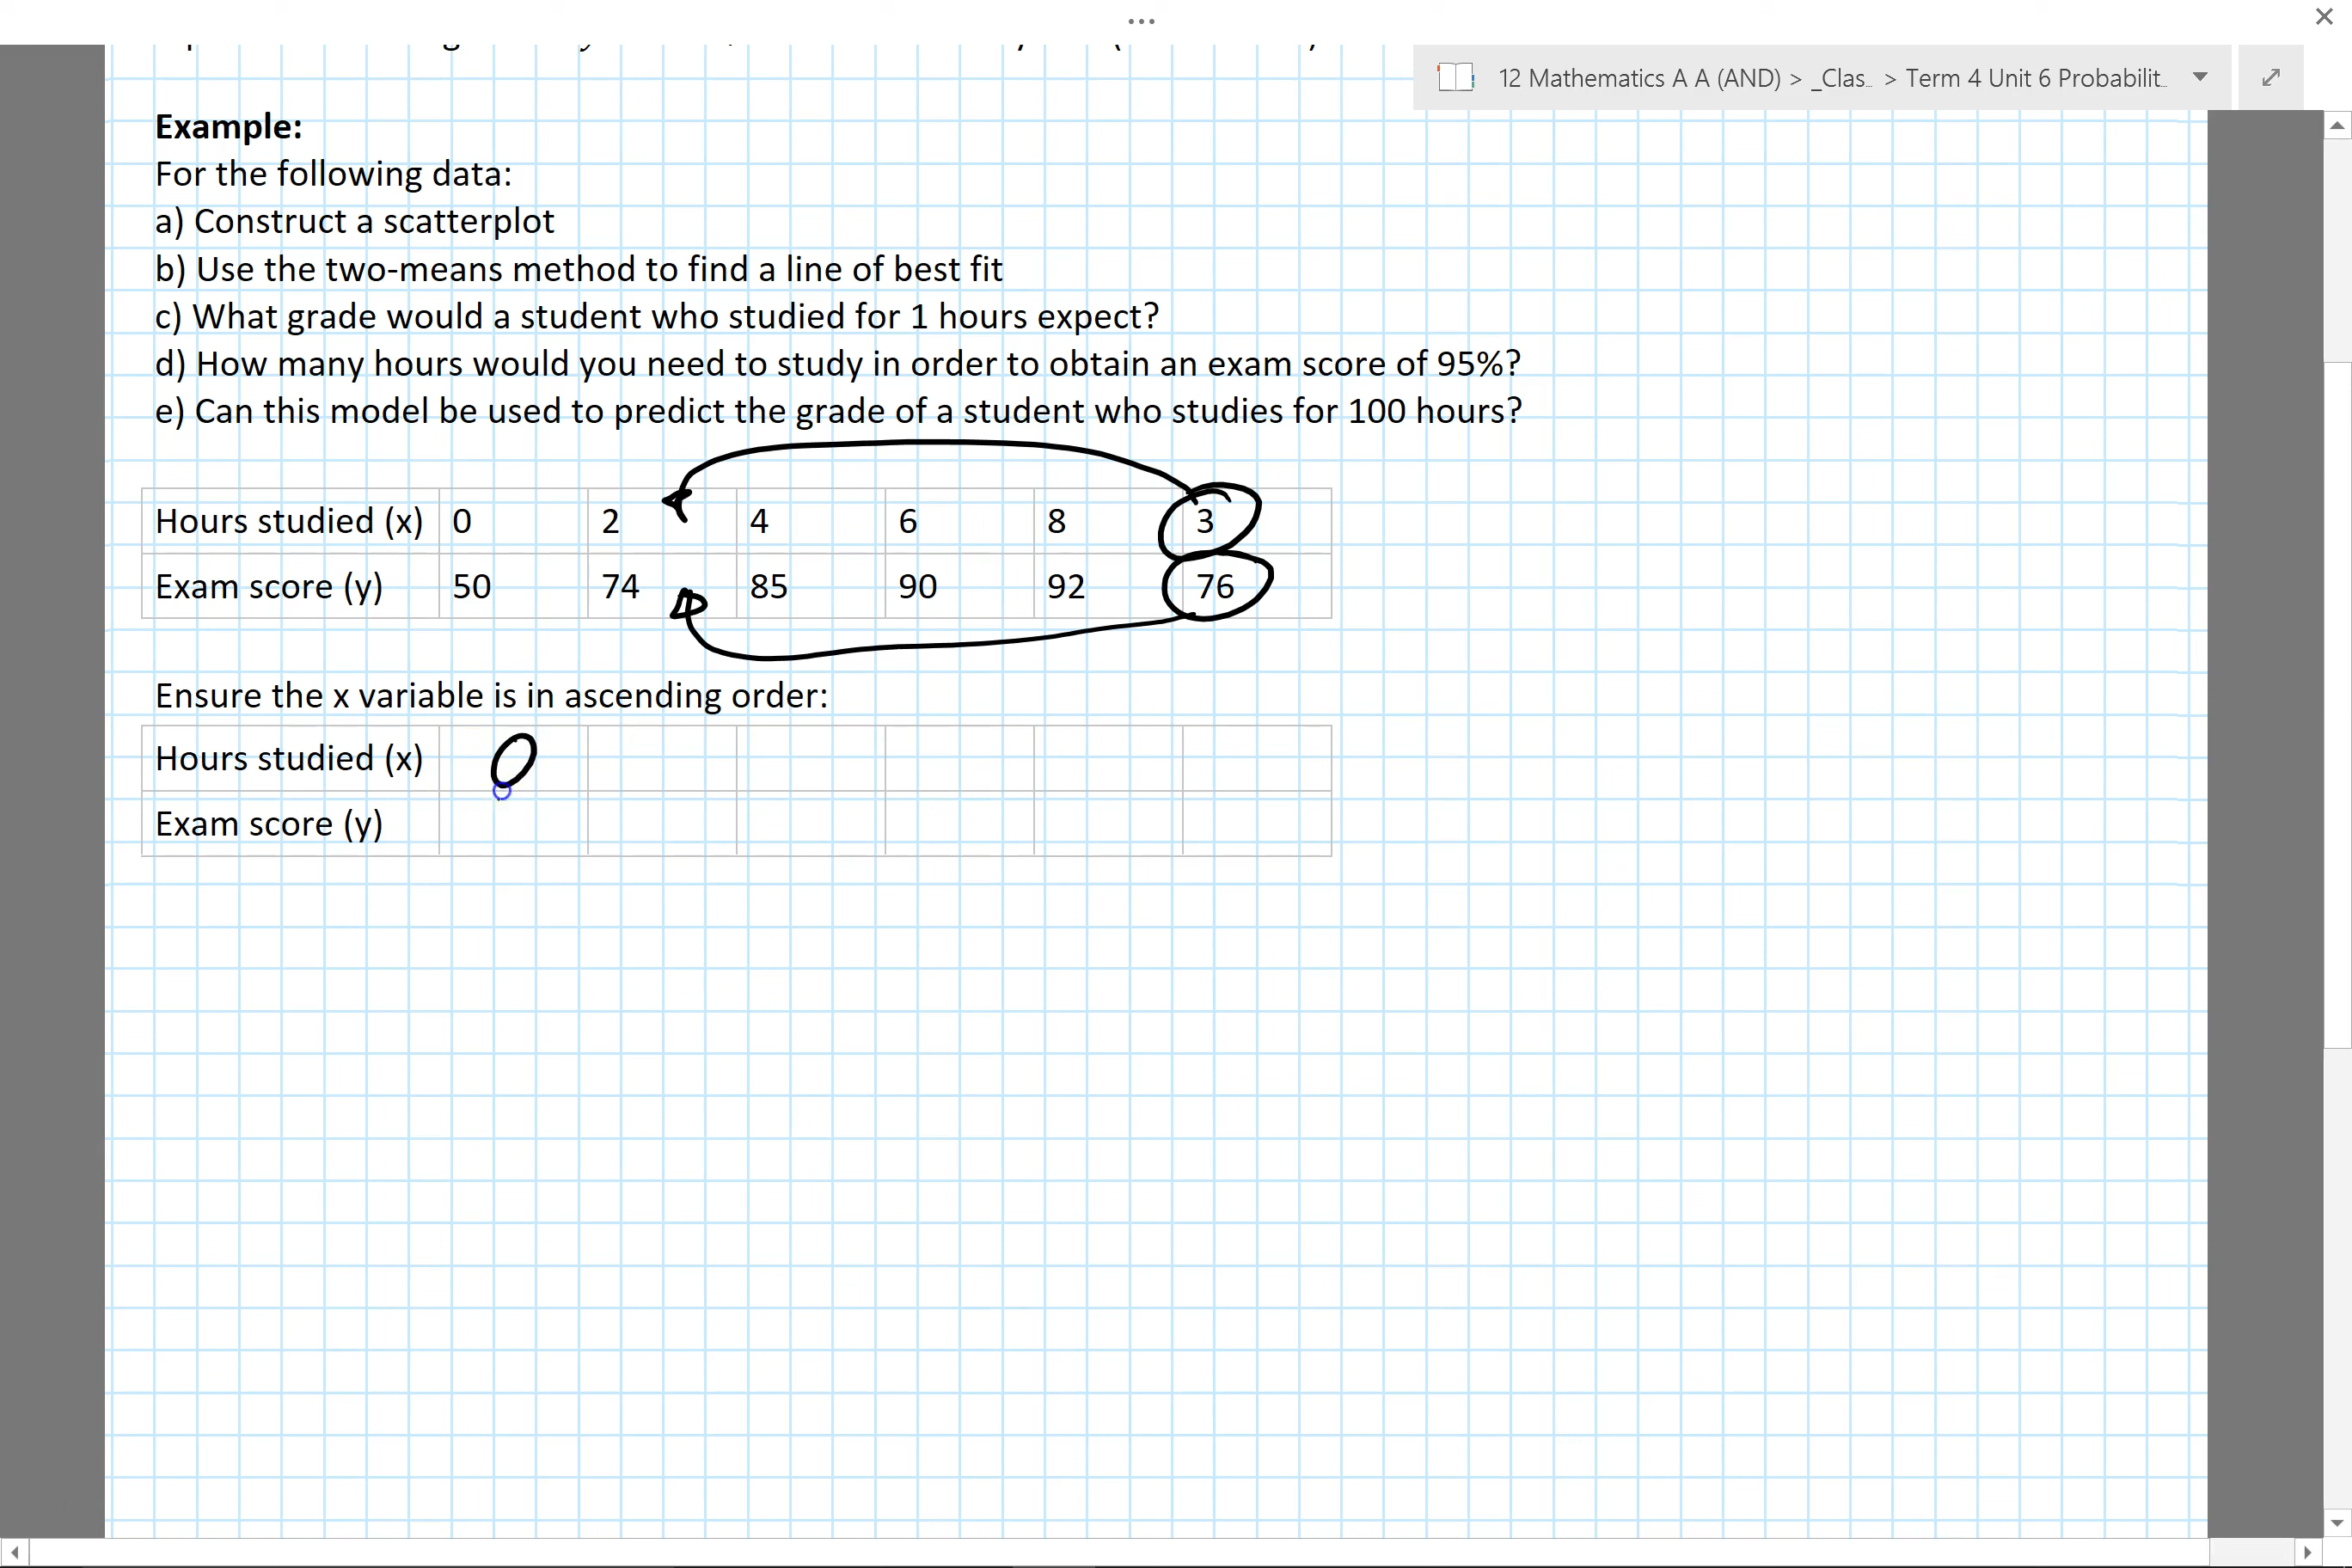 12 Mathematics A A (AND) > _Clas... > Term 4 Unit 6 Probabilit...
Example:
For the following data:
a) Construct a scatterplot
b) Use the two-means method to find a line of best fit
c) What grade would a student who studied for 1 hours expect?
d) How many hours would you need to study in order to obtain an exam score of 95%?
e) Can this model be used to predict the grade of a student who studies for 100 hours?
Hours studied (x) 0 2 4 6 8 3
Exam score (y) 50 74 85 90 92 76
Ensure the x variable is in ascending order:
Hours studied (x) 0
Exam score (y)